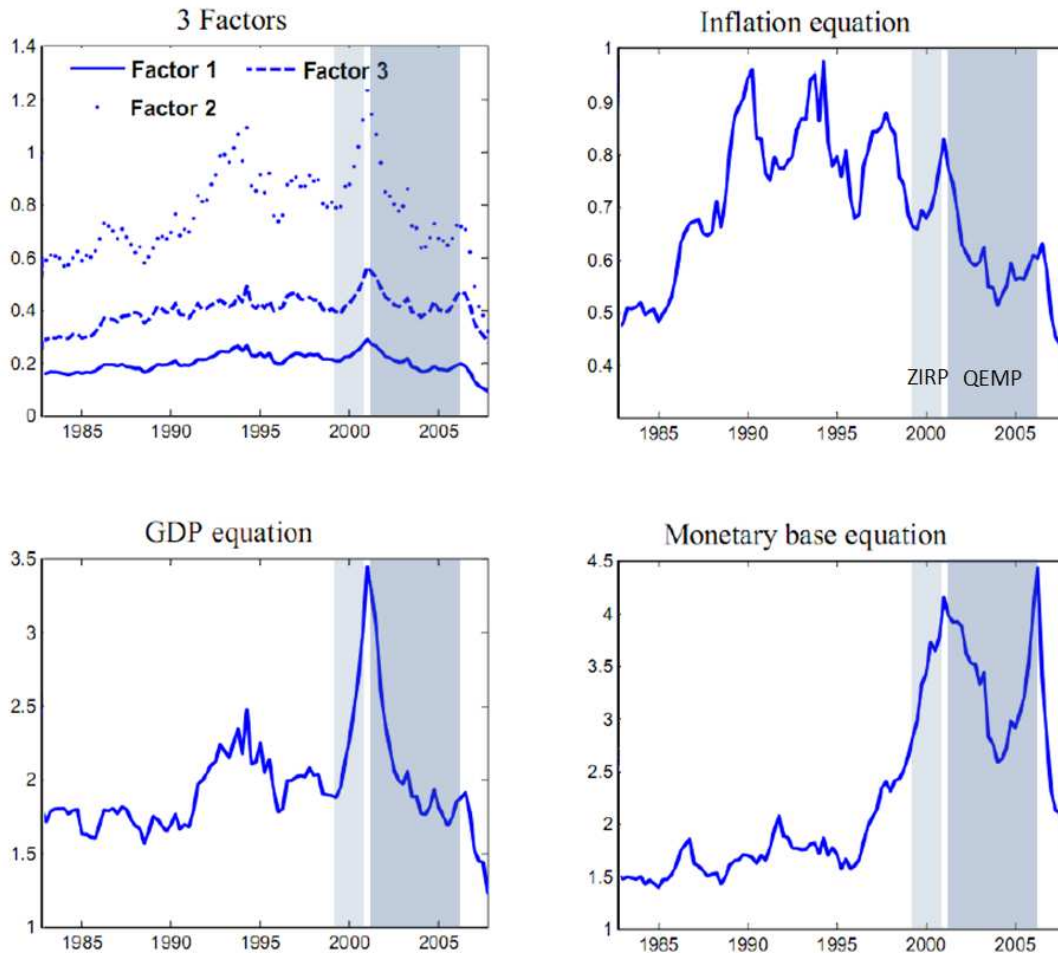 3 Factors
1.4
1.2
1
0.8
0.6
0.4
0.2
0
Factor 1
Factor 3
Factor 2
1985 1990 1995 2000 2005
Inflation equation
1
0.9
0.8
0.7
0.6
0.5
0.4
ZIRP QEMP
1985 1990 1995 2000 2005
GDP equation
3.5
3
2.5
2
1.5
1
1985 1990 1995 2000 2005
Monetary base equation
4.5
4
3.5
3
2.5
2
1.5
1
1985 1990 1995 2000 2005